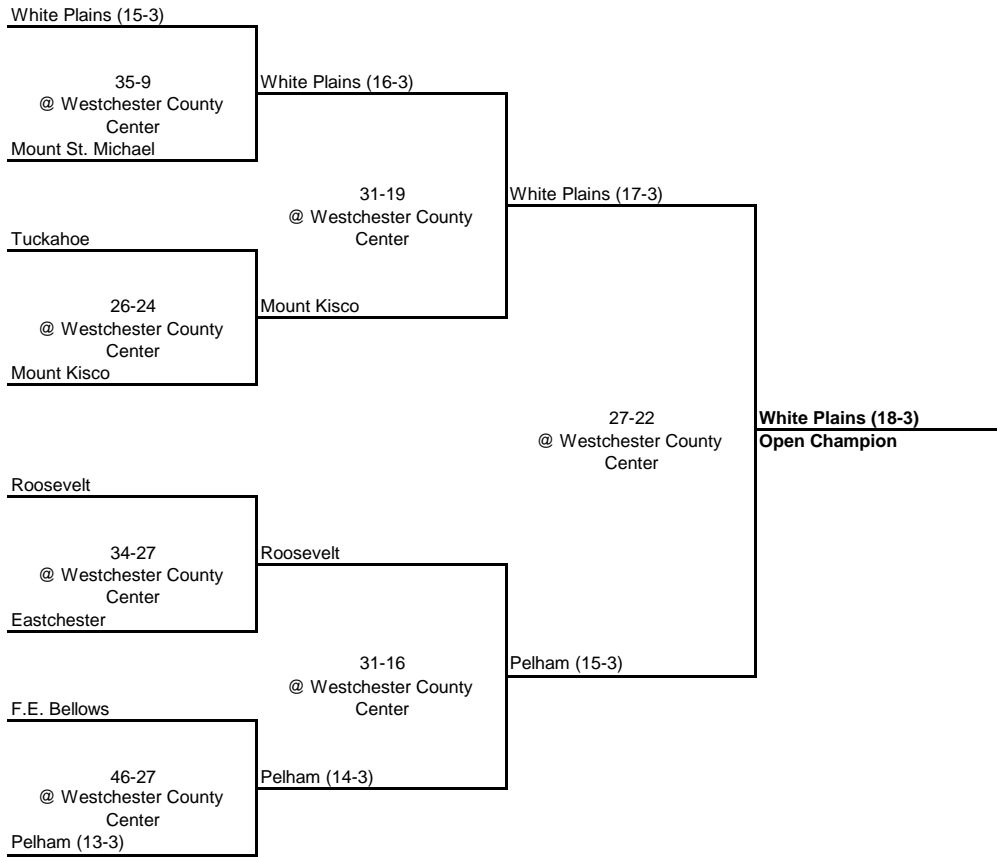 White Plains (15-3)
35-9
@ Westchester County
Center
White Plains (16-3)
Mount St. Michael
31-19
@ Westchester County
Center
White Plains (17-3)
Tuckahoe
26-24
@ Westchester County
Center
Mount Kisco
Mount Kisco
27-22
@ Westchester County
Center
White Plains (18-3)
Open Champion
Roosevelt
34-27
@ Westchester County
Center
Roosevelt
Eastchester
31-16
@ Westchester County
Center
Pelham (15-3)
F.E. Bellows
46-27
@ Westchester County
Center
Pelham (14-3)
Pelham (13-3)